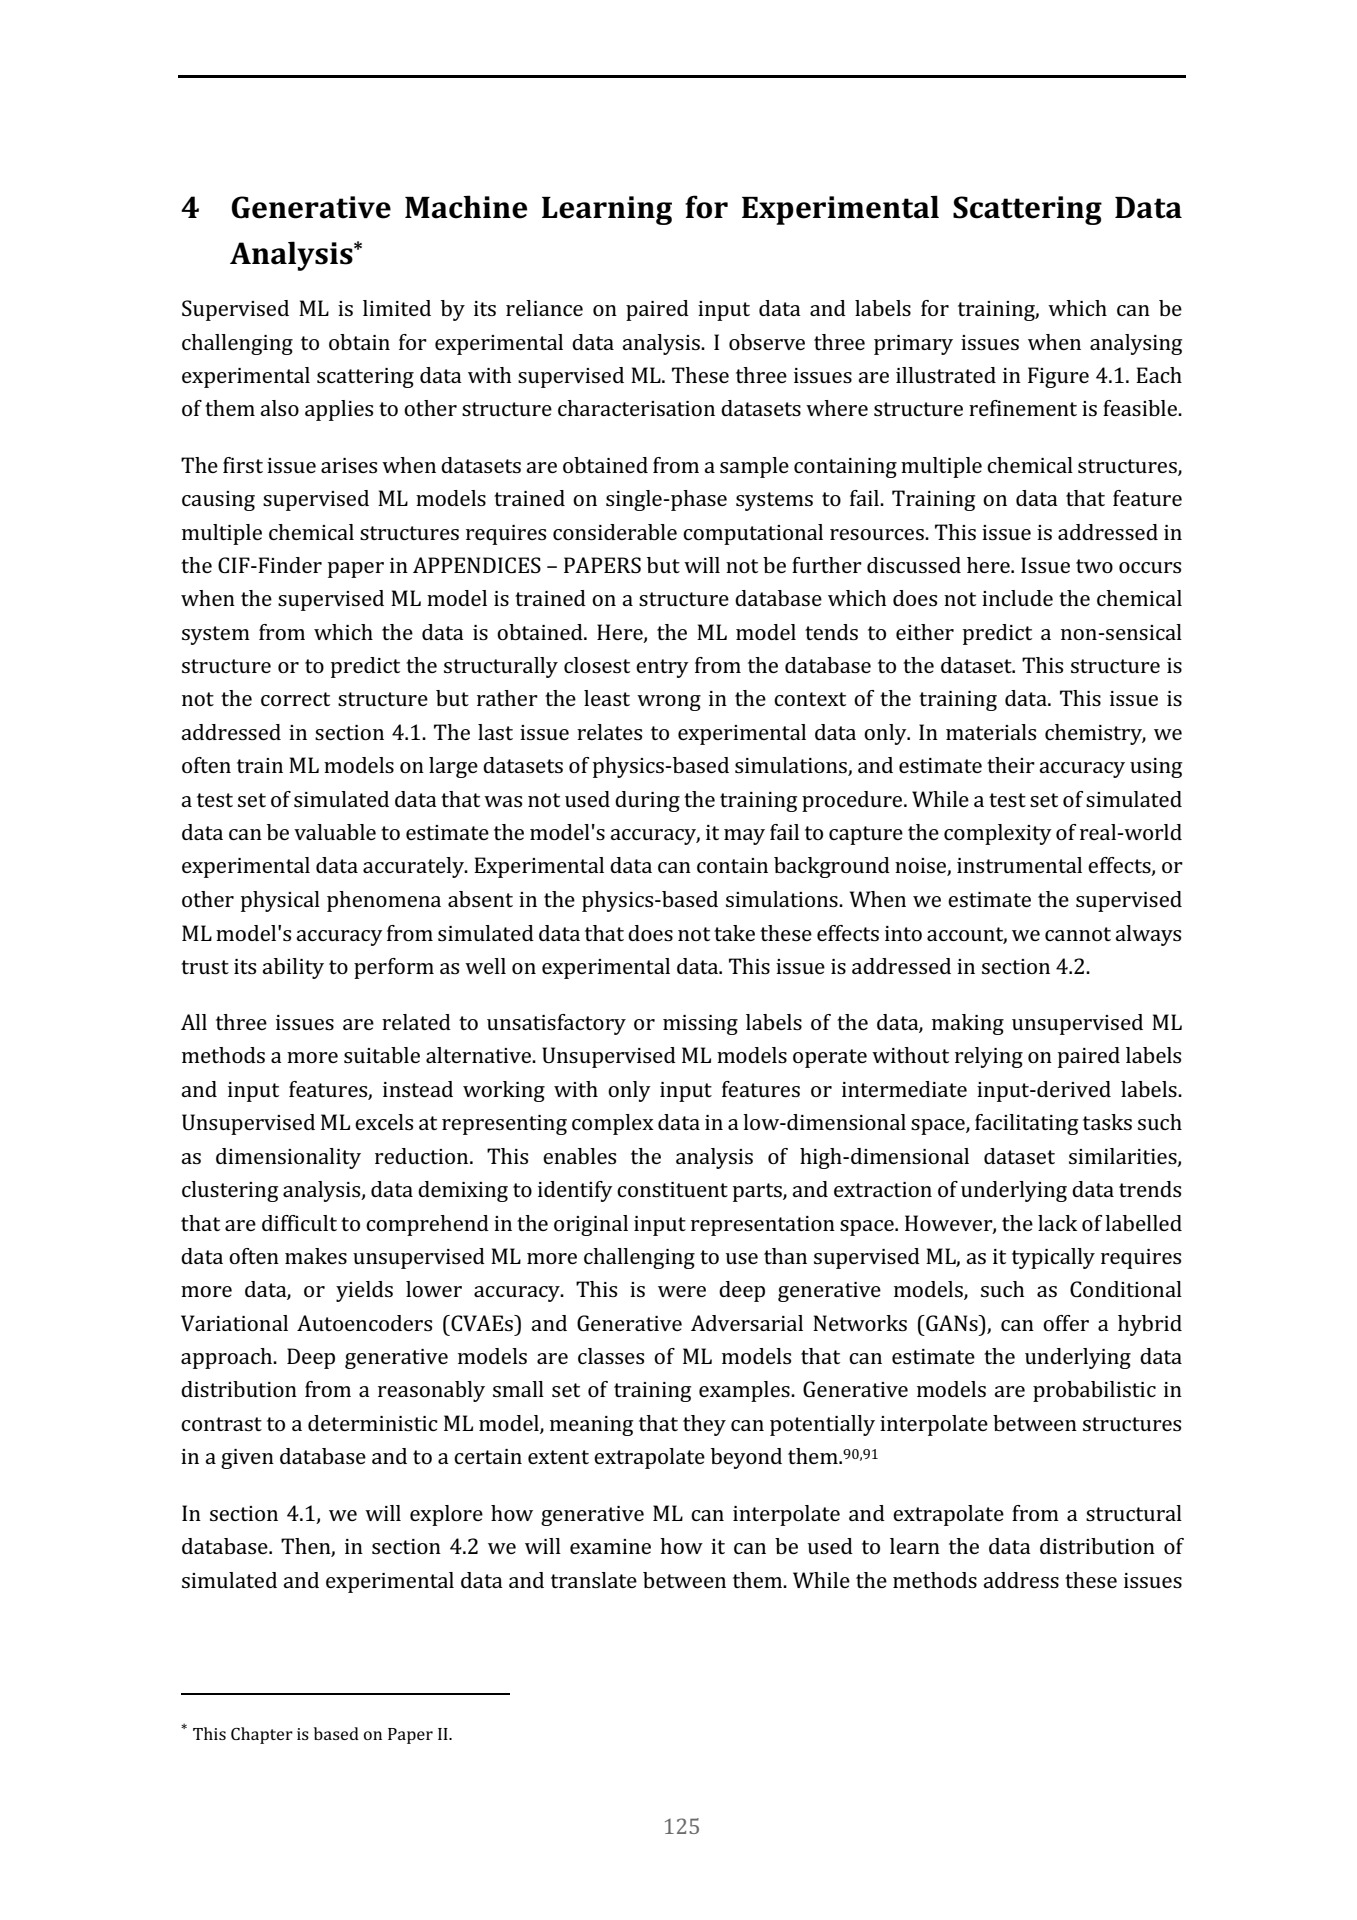 4 Generative Machine Learning for Experimental Scattering Data
Analysis*
Supervised ML is limited by its reliance on paired input data and labels for training, which can be
challenging to obtain for experimental data analysis. I observe three primary issues when analysing
experimental scattering data with supervised ML. These three issues are illustrated in Figure 4.1. Each
of them also applies to other structure characterisation datasets where structure refinement is feasible.
The first issue arises when datasets are obtained from a sample containing multiple chemical structures,
causing supervised ML models trained on single-phase systems to fail. Training on data that feature
multiple chemical structures requires considerable computational resources. This issue is addressed in
the CIF-Finder paper in APPENDICES – PAPERS but will not be further discussed here. Issue two occurs
when the supervised ML model is trained on a structure database which does not include the chemical
system from which the data is obtained. Here, the ML model tends to either predict a non-sensical
structure or to predict the structurally closest entry from the database to the dataset. This structure is
not the correct structure but rather the least wrong in the context of the training data. This issue is
addressed in section 4.1. The last issue relates to experimental data only. In materials chemistry, we
often train ML models on large datasets of physics-based simulations, and estimate their accuracy using
a test set of simulated data that was not used during the training procedure. While a test set of simulated
data can be valuable to estimate the model's accuracy, it may fail to capture the complexity of real-world
experimental data accurately. Experimental data can contain background noise, instrumental effects, or
other physical phenomena absent in the physics-based simulations. When we estimate the supervised
ML model's accuracy from simulated data that does not take these effects into account, we cannot always
trust its ability to perform as well on experimental data. This issue is addressed in section 4.2.
All three issues are related to unsatisfactory or missing labels of the data, making unsupervised ML
methods a more suitable alternative. Unsupervised ML models operate without relying on paired labels
and input features, instead working with only input features or intermediate input-derived labels.
Unsupervised ML excels at representing complex data in a low-dimensional space, facilitating tasks such
as dimensionality reduction. This enables the analysis of high-dimensional dataset similarities,
clustering analysis, data demixing to identify constituent parts, and extraction of underlying data trends
that are difficult to comprehend in the original input representation space. However, the lack of labelled
data often makes unsupervised ML more challenging to use than supervised ML, as it typically requires
more data, or yields lower accuracy. This is were deep generative models, such as Conditional
Variational Autoencoders (CVAEs) and Generative Adversarial Networks (GANs), can offer a hybrid
approach. Deep generative models are classes of ML models that can estimate the underlying data
distribution from a reasonably small set of training examples. Generative models are probabilistic in
contrast to a deterministic ML model, meaning that they can potentially interpolate between structures
in a given database and to a certain extent extrapolate beyond them.90,91
In section 4.1, we will explore how generative ML can interpolate and extrapolate from a structural
database. Then, in section 4.2 we will examine how it can be used to learn the data distribution of
simulated and experimental data and translate between them. While the methods address these issues
* This Chapter is based on Paper II.
125